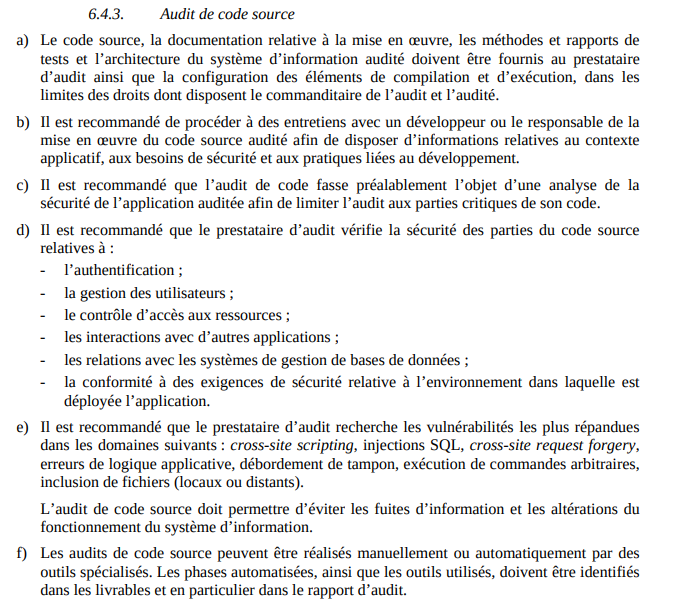 6.4.3. Audit de code source
a) Le code source, la documentation relative à la mise en œuvre, les méthodes et rapports de
tests et l’architecture du système d’information audité doivent être fournis au prestataire
d’audit ainsi que la configuration des éléments de compilation et d’exécution, dans les
limites des droits dont disposent le commanditaire de l’audit et l’audité.
b) Il est recommandé de procéder à des entretiens avec un développeur ou le responsable de la
mise en œuvre du code source audité afin de disposer d’informations relatives au contexte
applicatif, aux besoins de sécurité et aux pratiques liées au développement.
c) Il est recommandé que l’audit de code fasse préalablement l’objet d’une analyse de la
sécurité de l’application auditée afin de limiter l’audit aux parties critiques de son code.
d) Il est recommandé que le prestataire d’audit vérifie la sécurité des parties du code source
relatives à :
- l’authentification ;
- la gestion des utilisateurs ;
- le contrôle d’accès aux ressources ;
- les interactions avec d’autres applications ;
- les relations avec les systèmes de gestion de bases de données ;
- la conformité à des exigences de sécurité relative à l’environnement dans laquelle est
déployée l’application.
e) Il est recommandé que le prestataire d’audit recherche les vulnérabilités les plus répandues
dans les domaines suivants : cross-site scripting, injections SQL, cross-site request forgery,
erreurs de logique applicative, débordement de tampon, exécution de commandes arbitraires,
inclusion de fichiers (locaux ou distants).
L’audit de code source doit permettre d’éviter les fuites d’information et les altérations du
fonctionnement du système d’information.
f) Les audits de code source peuvent être réalisés manuellement ou automatiquement par des
outils spécialisés. Les phases automatisées, ainsi que les outils utilisés, doivent être identifiés
dans les livrables et en particulier dans le rapport d’audit.